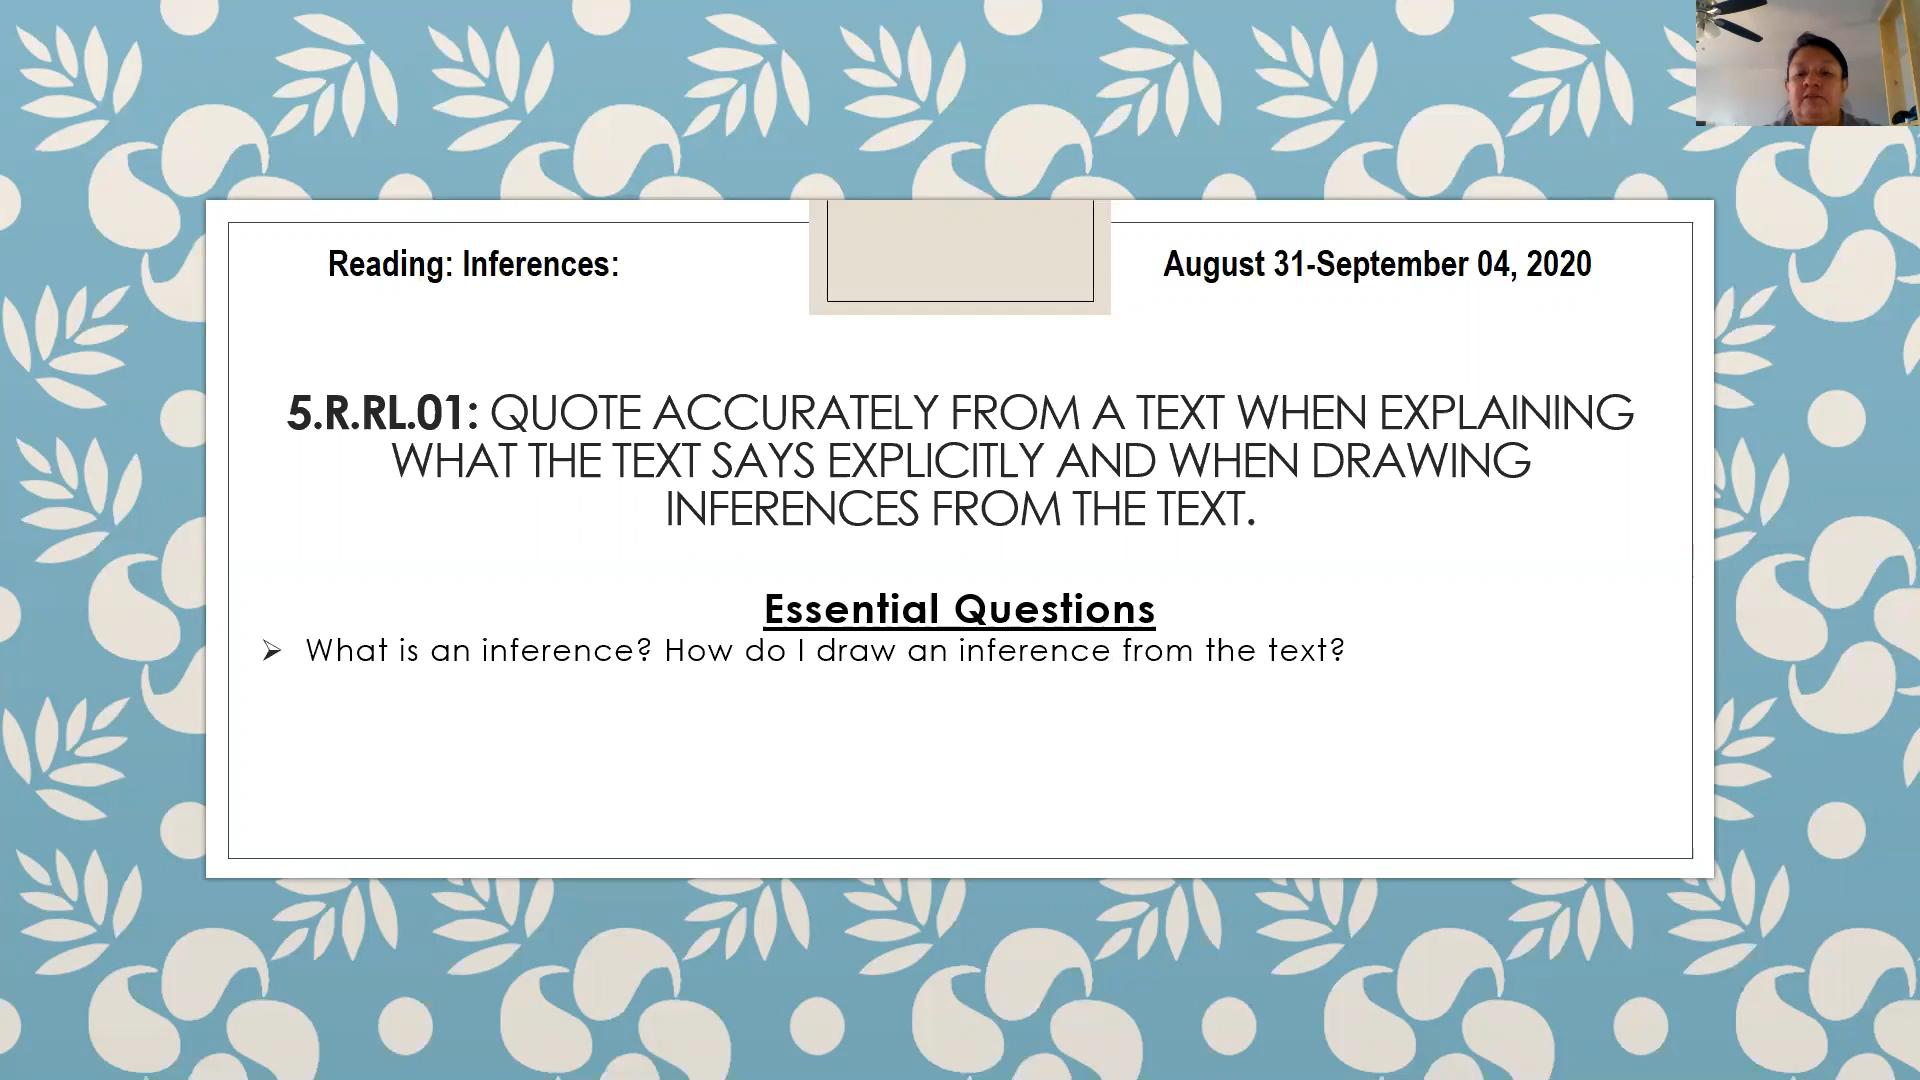 Reading: Inferences:
August 31-September 04, 2020
5.R.RL.01: QUOTE ACCURATELY FROM A TEXT WHEN EXPLAINING
WHAT THE TEXT SAYS EXPLICITLY AND WHEN DRAWING
INFERENCES FROM THE TEXT.
Essential Questions
➢ What is an inference? How do I draw an inference from the text?